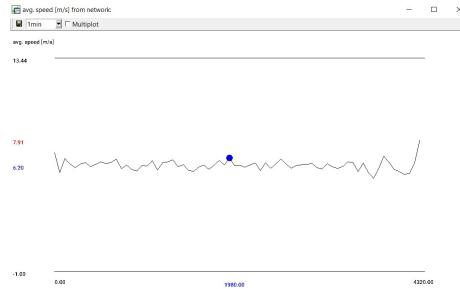 avg. speed [m/s] from network
1min Multiplot
avg. speed [m/s]
13.44
7.91
6.20
-1.00
0.00 1980.00 4320.00